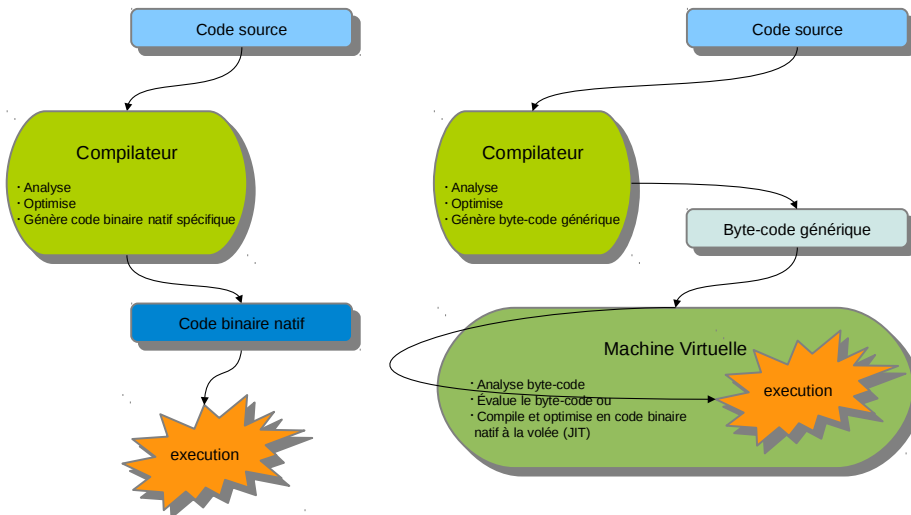 Code source
Compilateur
· Analyse
· Optimise
· Génère code binaire natif spécifique
Code binaire natif
execution
Code source
Compilateur
· Analyse
· Optimise
· Génère byte-code générique
Byte-code générique
Machine Virtuelle
· Analyse byte-code
· Évalue le byte-code ou
· Compile et optimise en code binaire
natif à la volée (JIT)
execution